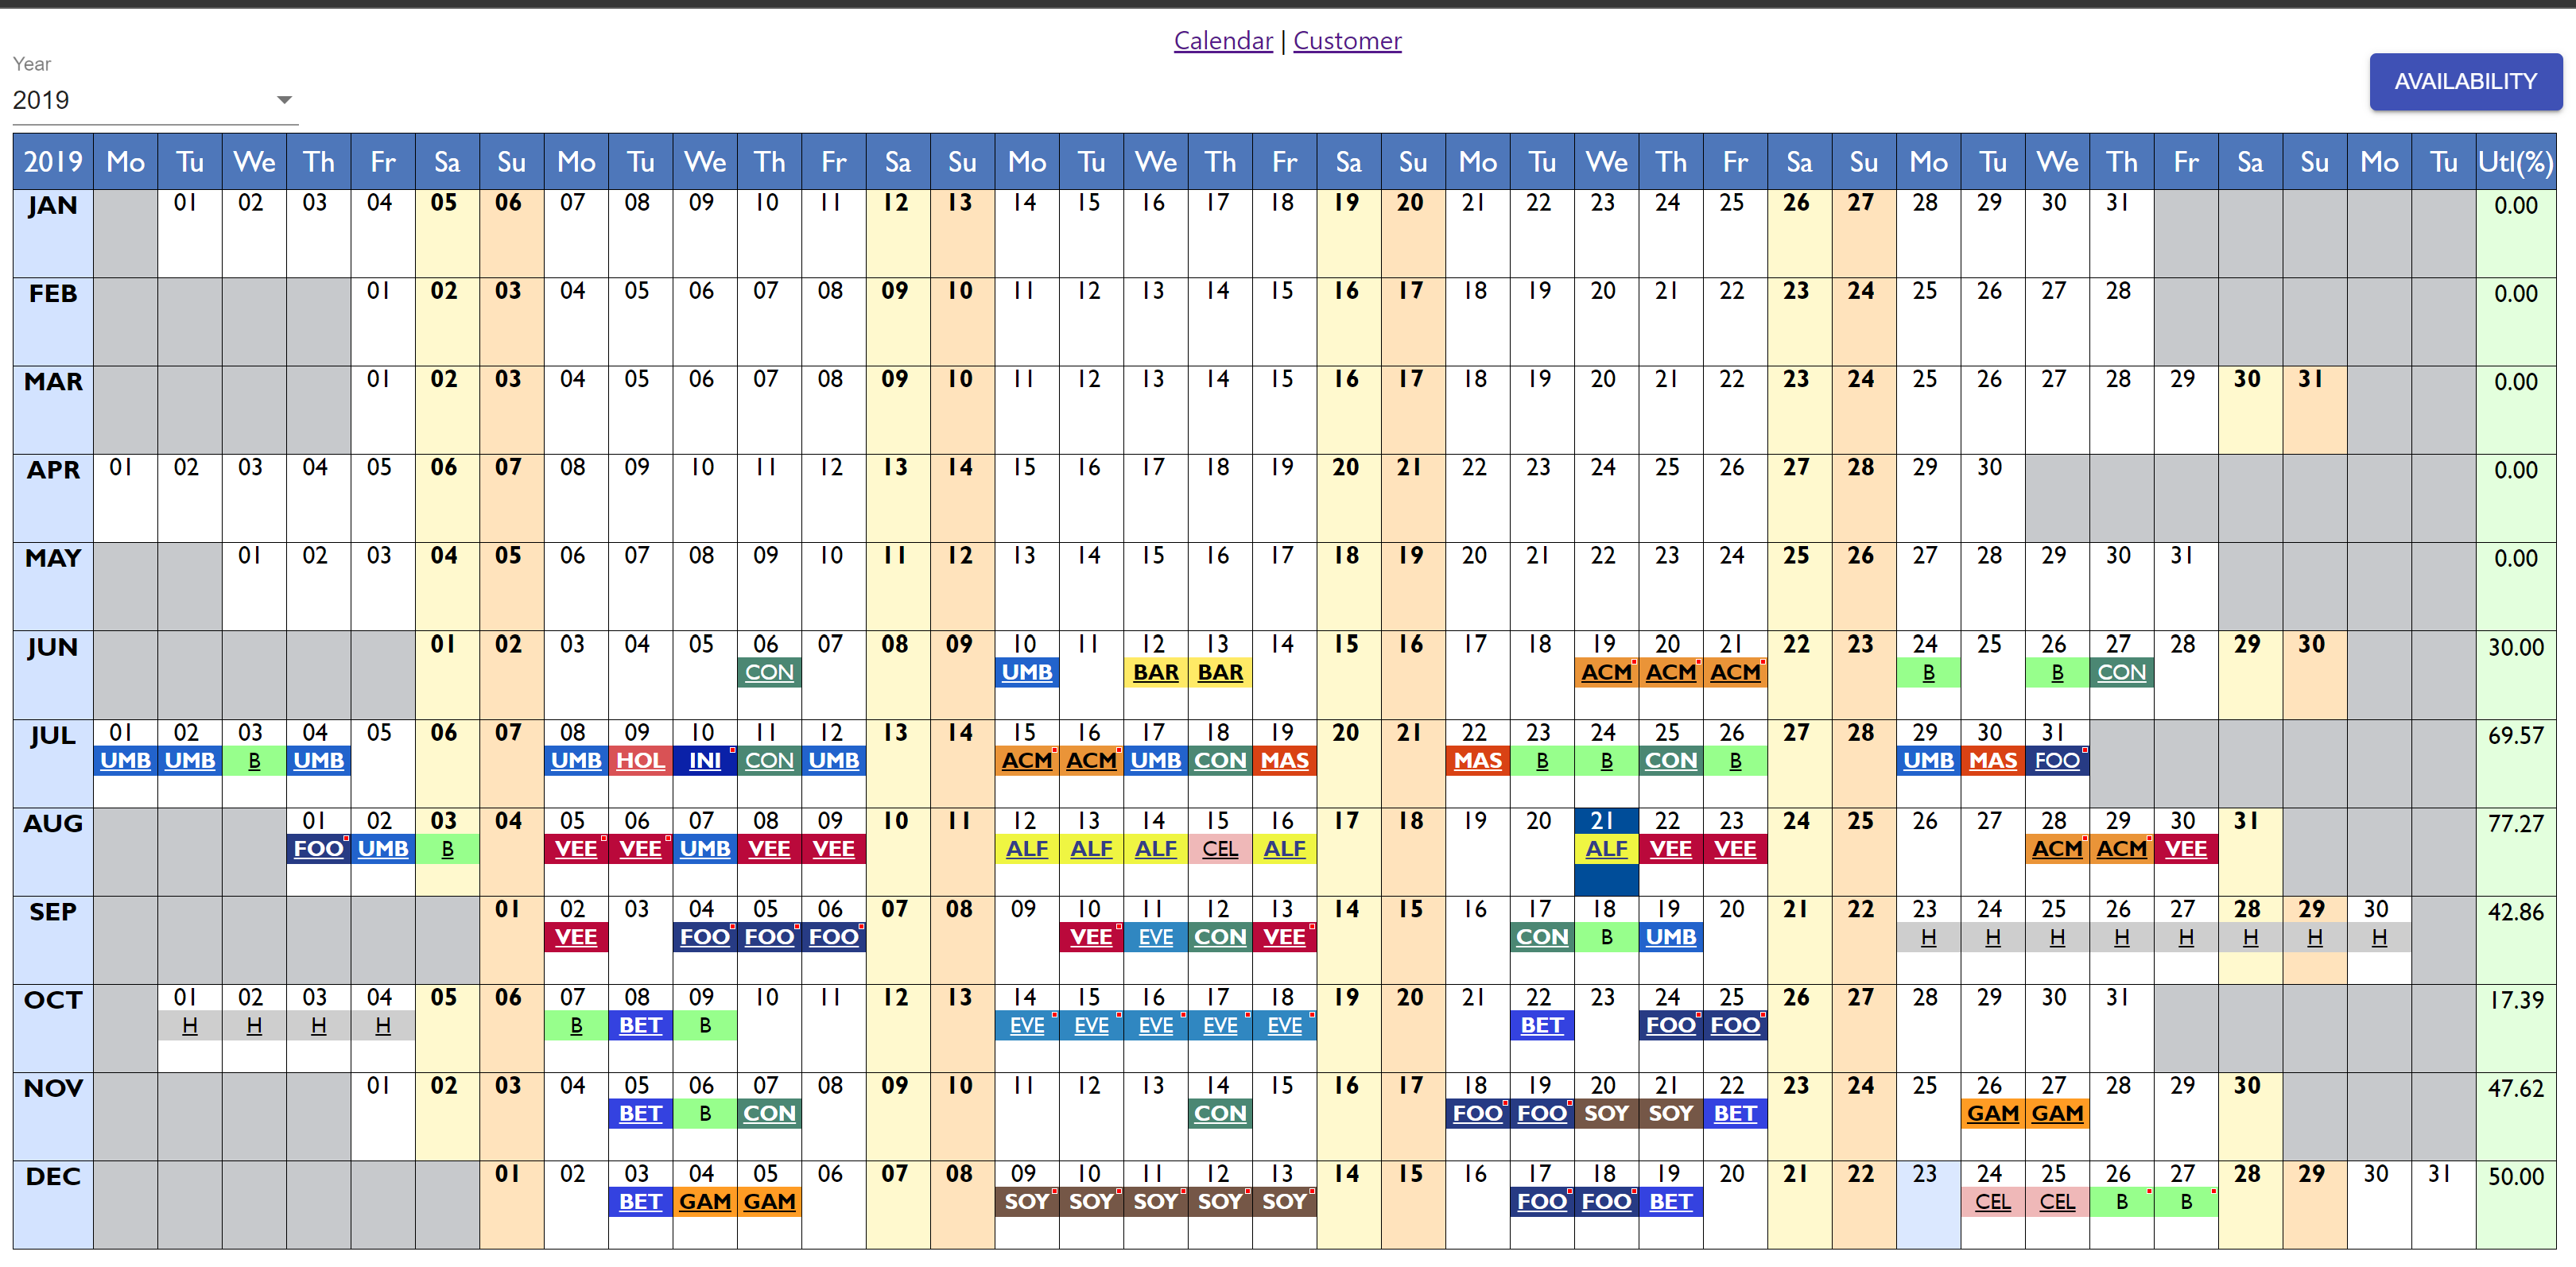 Calendar | Customer
Year
2019
AVAILABILITY
2019 Mo Tu We Th Fr Sa Su Mo Tu We Th Fr Sa Su Mo Tu We Th Fr Sa Su Mo Tu We Th Fr Sa Su Mo Tu We Th Fr Sa Su Mo Tu Utl(%)
JAN 01 02 03 04 05 06 07 08 09 10 11 12 13 14 15 16 17 18 19 20 21 22 23 24 25 26 27 28 29 30 31 0.00
FEB 01 02 03 04 05 06 07 08 09 10 11 12 13 14 15 16 17 18 19 20 21 22 23 24 25 26 27 28 0.00
MAR 01 02 03 04 05 06 07 08 09 10 11 12 13 14 15 16 17 18 19 20 21 22 23 24 25 26 27 28 29 30 31 0.00
APR 01 02 03 04 05 06 07 08 09 10 11 12 13 14 15 16 17 18 19 20 21 22 23 24 25 26 27 28 29 30 0.00
MAY 01 02 03 04 05 06 07 08 09 10 11 12 13 14 15 16 17 18 19 20 21 22 23 24 25 26 27 28 29 30 31 0.00
JUN 01 02 03 04 05 06 07 08 09 10 11 12 13 14 15 16 17 18 19 20 21 22 23 24 25 26 27 28 29 30 30.00
CON UMB BAR BAR ACM ACM ACM B B CON
JUL 01 02 03 04 05 06 07 08 09 10 11 12 13 14 15 16 17 18 19 20 21 22 23 24 25 26 27 28 29 30 31 69.57
UMB UMB B UMB UMB HOL INI CON UMB ACM ACM UMB CON MAS MAS B B CON B UMB MAS FOO
AUG 01 02 03 04 05 06 07 08 09 10 11 12 13 14 15 16 17 18 19 20 21 22 23 24 25 26 27 28 29 30 31 77.27
FOO UMB B VEE VEE UMB VEE VEE ALF ALF ALF CEL ALF ALF VEE VEE ACM ACM VEE
SEP 01 02 03 04 05 06 07 08 09 10 11 12 13 14 15 16 17 18 19 20 21 22 23 24 25 26 27 28 29 30 42.86
VEE FOO FOO FOO VEE EVE CON VEE CON B UMB H H H H H H H H
OCT 01 02 03 04 05 06 07 08 09 10 11 12 13 14 15 16 17 18 19 20 21 22 23 24 25 26 27 28 29 30 31 17.39
H H H H B BET B EVE EVE EVE EVE EVE BET FOO FOO
NOV 01 02 03 04 05 06 07 08 09 10 11 12 13 14 15 16 17 18 19 20 21 22 23 24 25 26 27 28 29 30 47.62
BET B CON CON FOO FOO SOY SOY BET GAM GAM
DEC 01 02 03 04 05 06 07 08 09 10 11 12 13 14 15 16 17 18 19 20 21 22 23 24 25 26 27 28 29 30 31 50.00
BET GAM GAM SOY SOY SOY SOY SOY FOO FOO BET CEL CEL B B